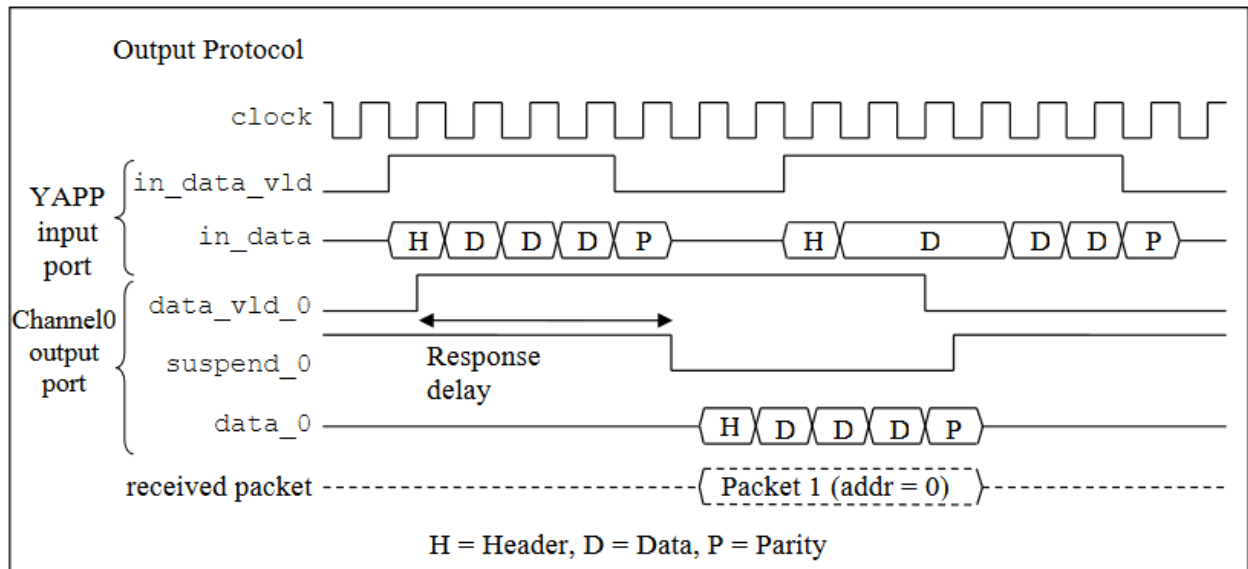 Output Protocol
clock
YAPP
input
port
in_data_vld
in_data
H D D D P H D D D P
Channel0
output
port
data_vld_0
Response
delay
suspend_0
data_0
H D D D P
received packet
Packet 1 (addr = 0)
H = Header, D = Data, P = Parity